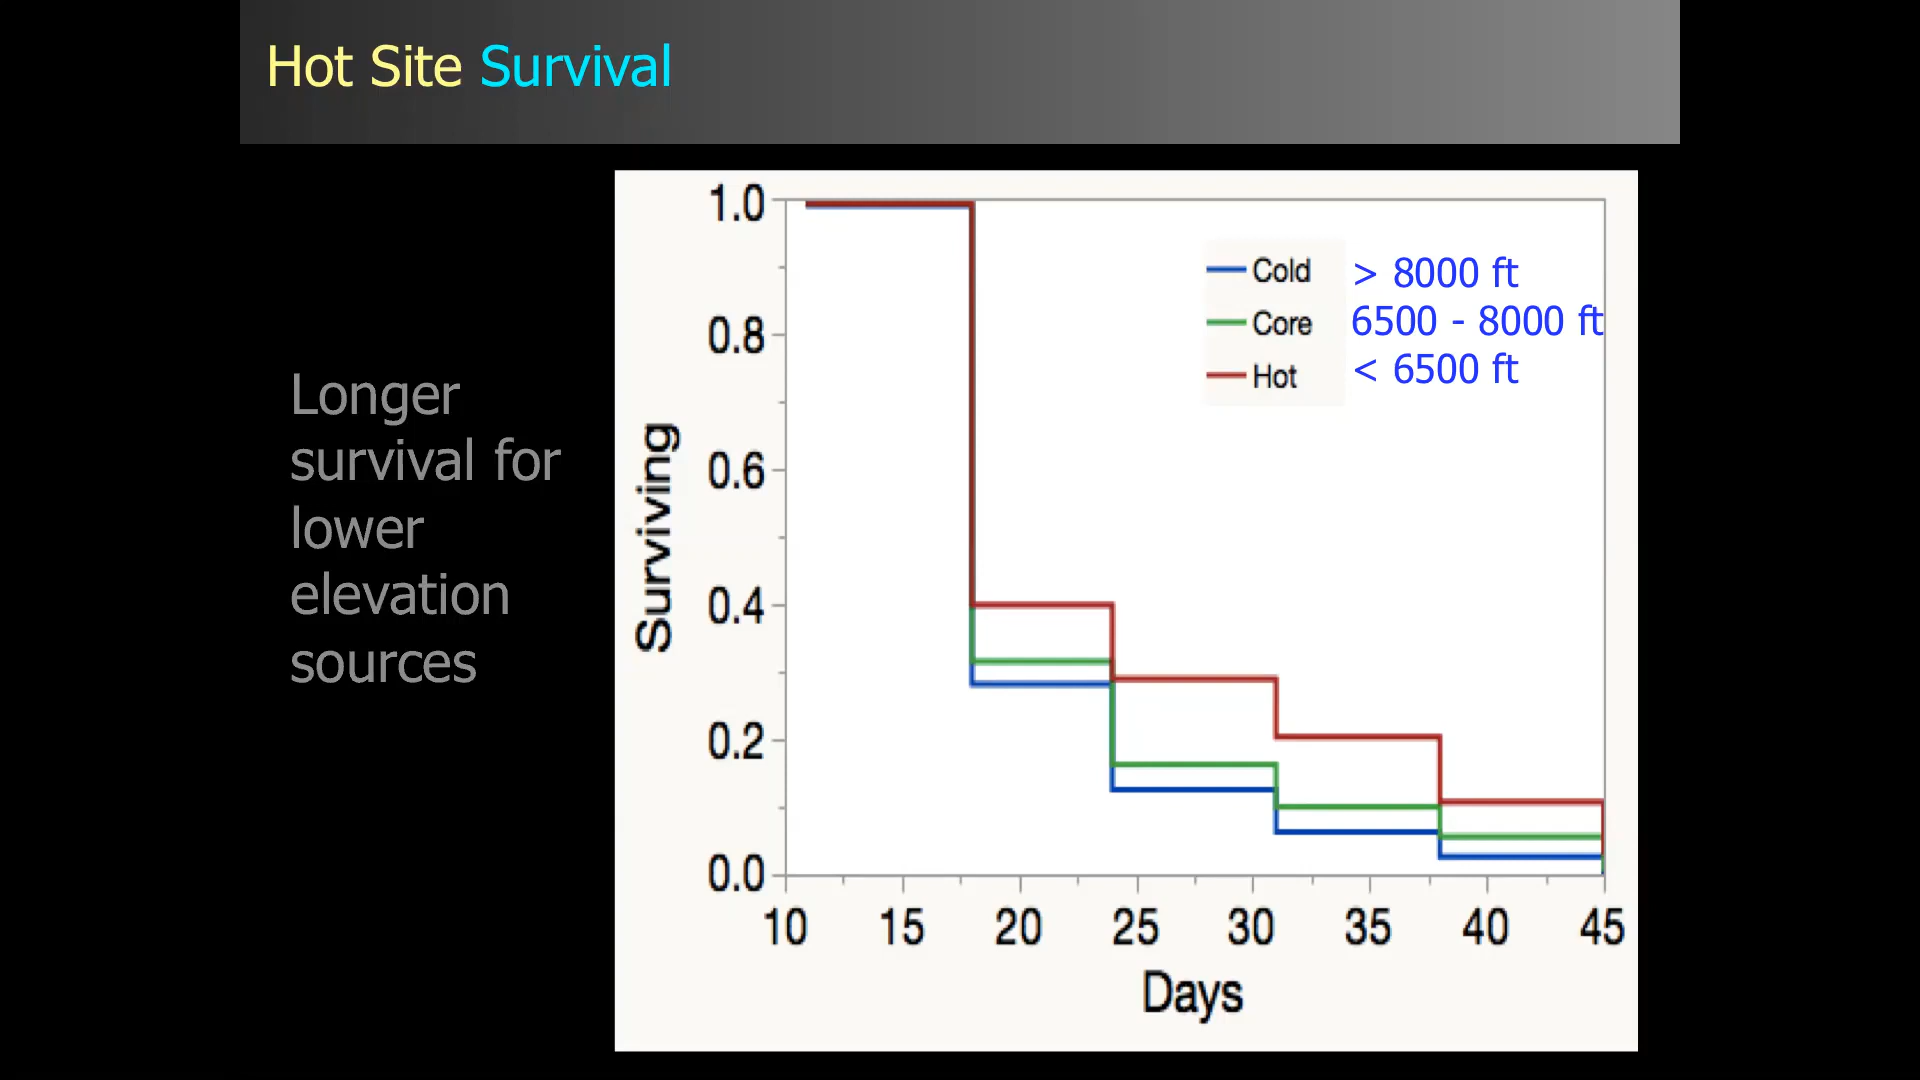 Hot Site Survival
Longer
survival for
lower
elevation
sources
1.0
0.8
0.6
0.4
0.2
0.0
Surviving
Cold > 8000 ft
Core 6500 - 8000 ft
Hot < 6500 ft
10 15 20 25 30 35 40 45
Days